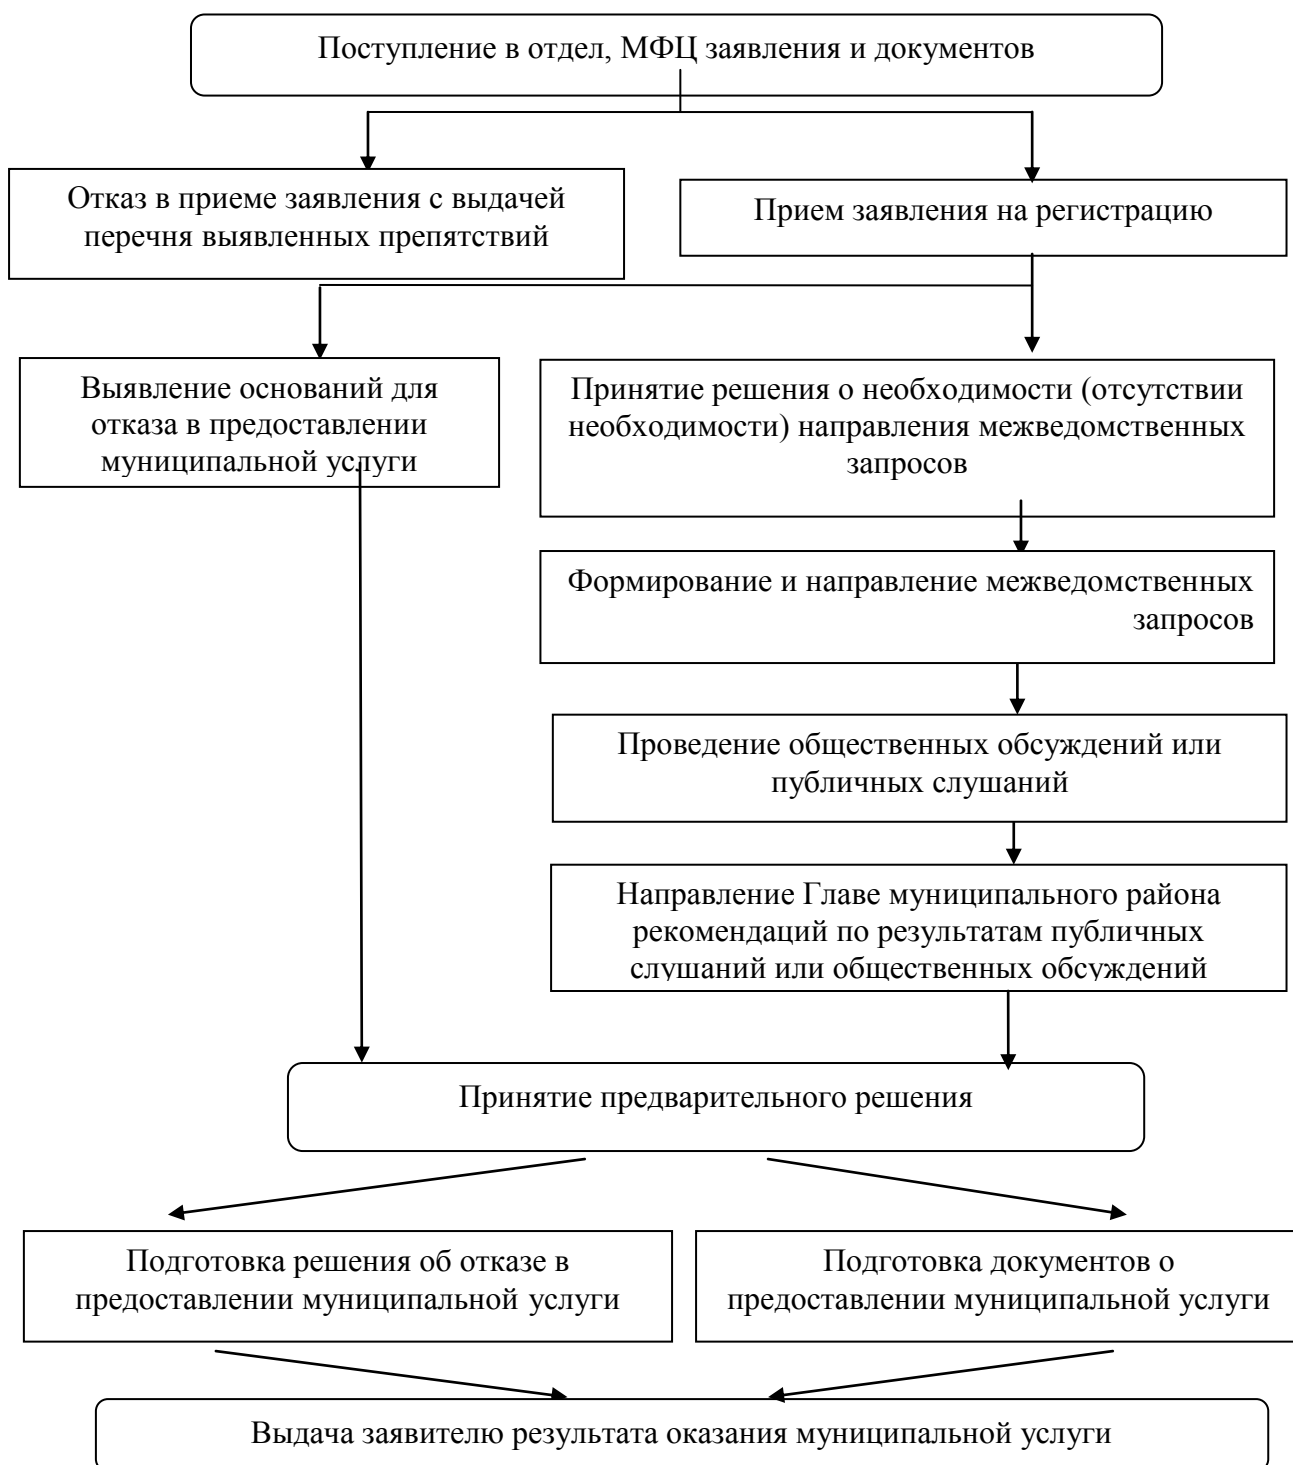 Поступление в отдел, МФЦ заявления и документов
Отказ в приеме заявления с выдачей
перечня выявленных препятствий
Прием заявления на регистрацию
Выявление оснований для
отказа в предоставлении
муниципальной услуги
Принятие решения о необходимости (отсутствии
необходимости) направления межведомственных
запросов
Формирование и направление межведомственных
запросов
Проведение общественных обсуждений или
публичных слушаний
Направление Главе муниципального района
рекомендаций по результатам публичных
слушаний или общественных обсуждений
Принятие предварительного решения
Подготовка решения об отказе в
предоставлении муниципальной услуги
Подготовка документов о
предоставлении муниципальной услуги
Выдача заявителю результата оказания муниципальной услуги